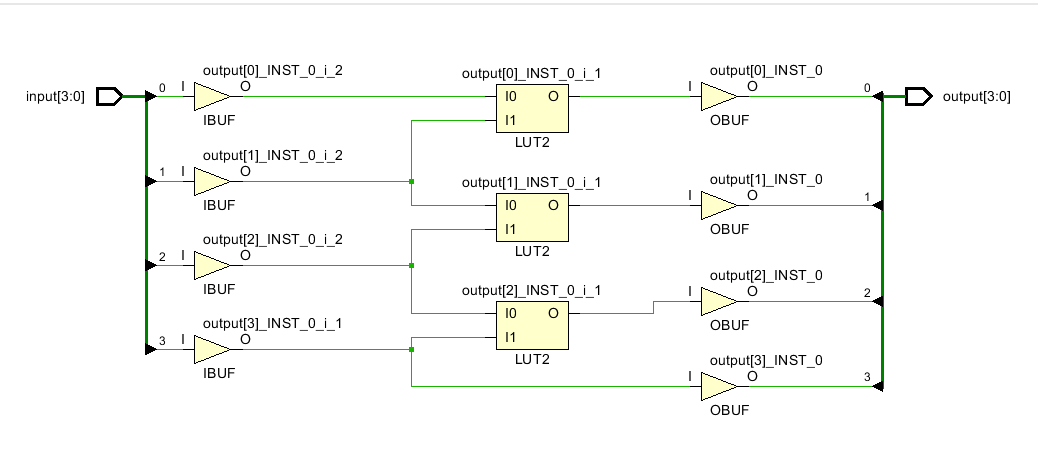 output[0]_INST_0_i_2
output[0]_INST_0_i_1
output[0]_INST_0
input[3:0]
0
I
O
I0
O
I
O
0
output[3:0]
IBUF
I1
OBUF
LUT2
output[1]_INST_0_i_2
1
I
O
IBUF
output[1]_INST_0_i_1
output[1]_INST_0
I0
O
I
O
1
I1
OBUF
LUT2
output[2]_INST_0_i_2
2
I
O
IBUF
output[2]_INST_0_i_1
output[2]_INST_0
I0
O
I
O
2
I1
OBUF
LUT2
output[3]_INST_0_i_1
3
I
O
IBUF
output[3]_INST_0
I
O
3
OBUF